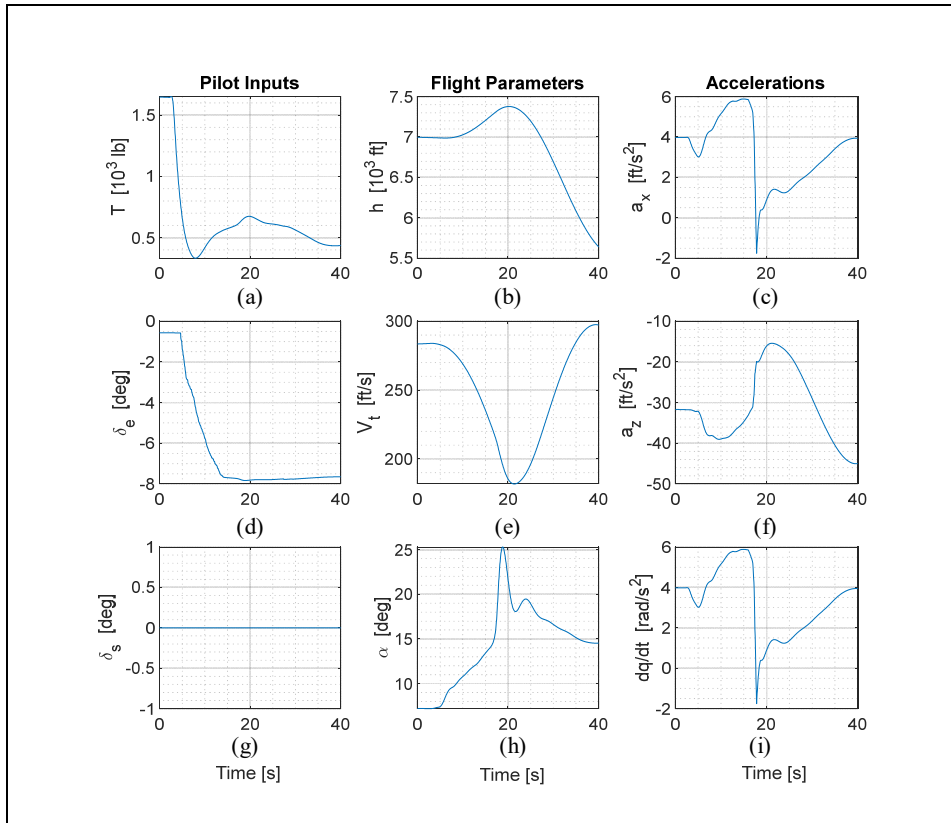 Pilot Inputs
1.5
1
0.5
0
20
40
T [10^3 lb]
(a)
Flight Parameters
7.5
7
6.5
6
5.5
0
20
40
h [10^3 ft]
(b)
Accelerations
6
4
2
0
-2
0
20
40
a_x [ft/s^2]
(c)
0
-2
-4
-6
-8
0
20
40
δ_e [deg]
(d)
300
250
200
0
20
40
V_t [ft/s]
(e)
-10
-20
-30
-40
-50
0
20
40
a_z [ft/s^2]
(f)
1
0.5
0
-0.5
-1
0
20
40
δ_s [deg]
(g)
Time [s]
25
20
15
10
0
20
40
α [deg]
(h)
Time [s]
6
4
2
0
-2
0
20
40
dq/dt [rad/s^2]
(i)
Time [s]